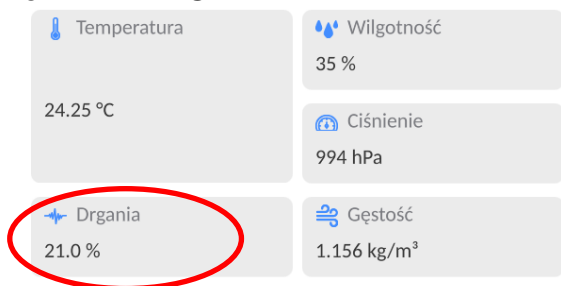 Temperatura
24.25 °C
Wilgotność
35 %
Ciśnienie
994 hPa
Drgania
21.0 %
Gęstość
1.156 kg/m³